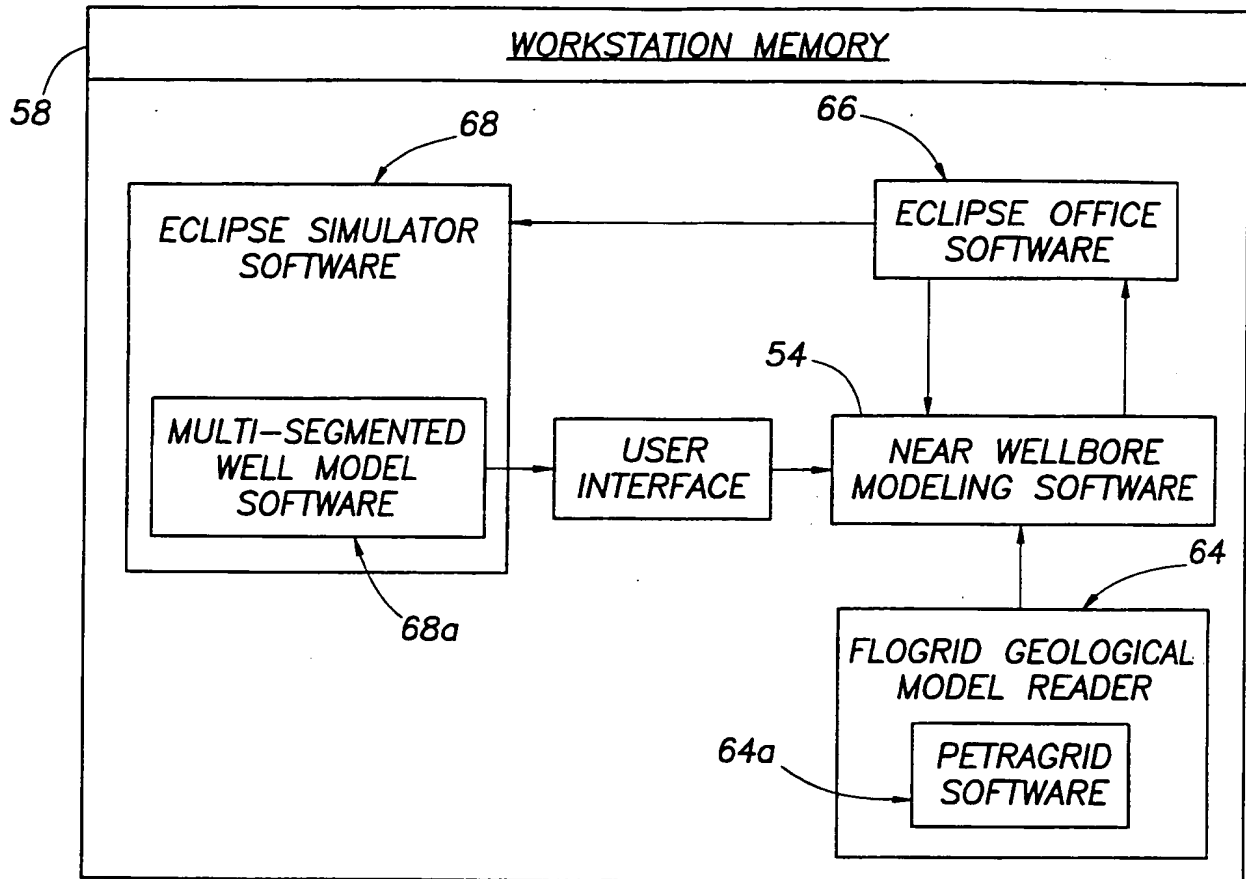 WORKSTATION MEMORY
58
68
66
ECLIPSE SIMULATOR
SOFTWARE
ECLIPSE OFFICE
SOFTWARE
54
MULTI-SEGMENTED
WELL MODEL
SOFTWARE
USER
INTERFACE
NEAR WELLBORE
MODELING SOFTWARE
68a
64
FLOGRID GEOLOGICAL
MODEL READER
64a
PETRAGRID
SOFTWARE